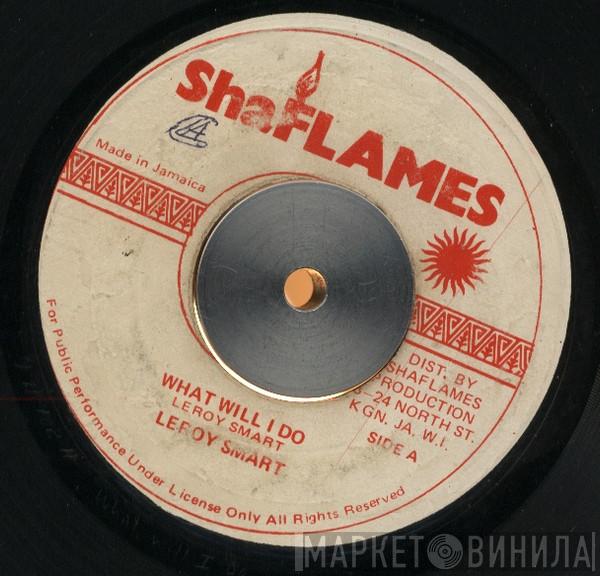 ShaFLAMES
Made in Jamaica
WHAT WILL I DO
LEROY SMART
LEROY SMART
DIST. BY
SHAFLAMES
PRODUCTION
24 NORTH ST.
KGN. JA. W.I.
SIDE A
For Public Performance Under License Only All Rights Reserved
МАРКЕТ ВИНИЛА